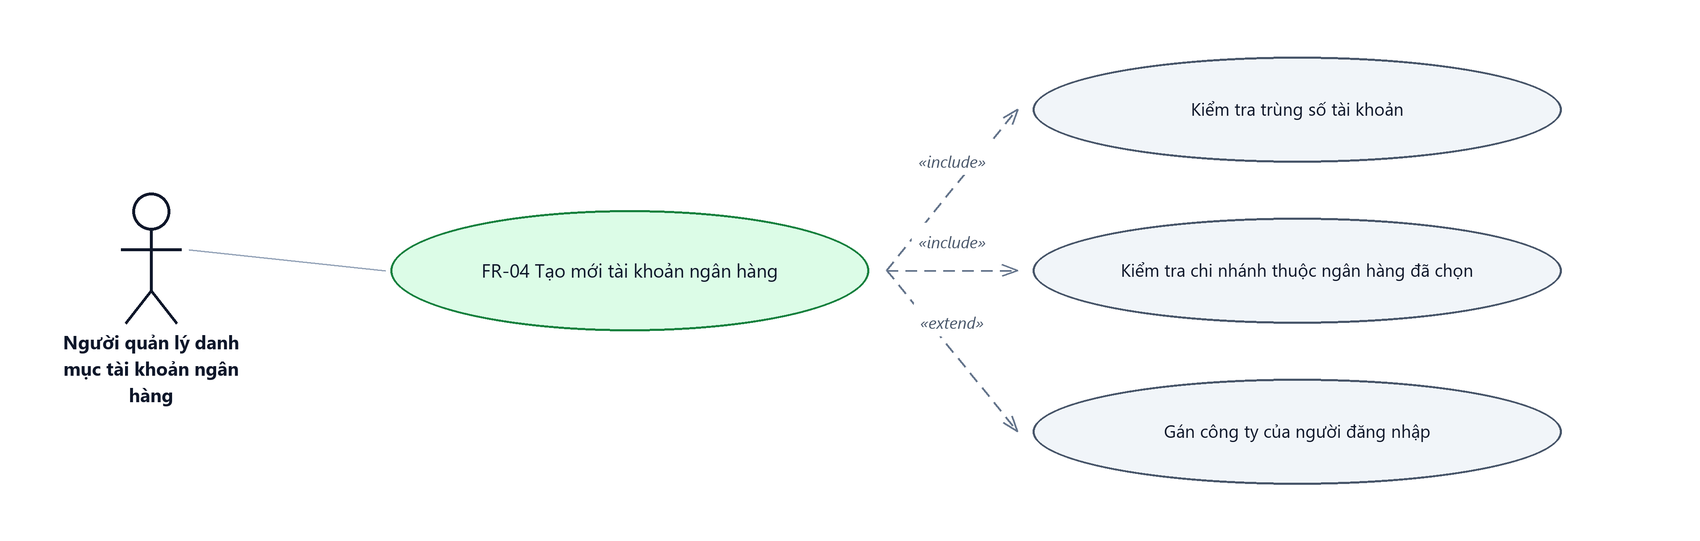 Kiểm tra trùng số tài khoản
«include»
«include»
FR-04 Tạo mới tài khoản ngân hàng
Kiểm tra chi nhánh thuộc ngân hàng đã chọn
«extend»
Người quản lý danh
mục tài khoản ngân
hàng
Gán công ty của người đăng nhập